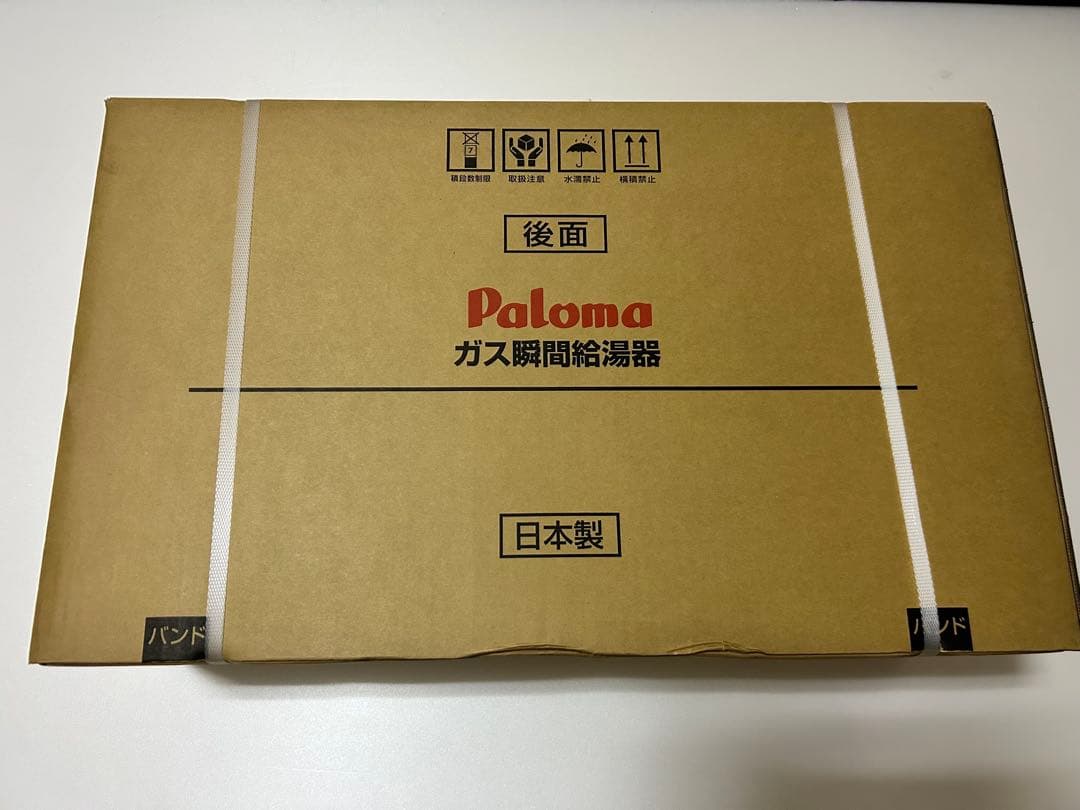 7
積段数制限 取扱注意 水濡禁止 横積禁止
後面
Paloma
ガス瞬間給湯器
日本製
バンド
バンド